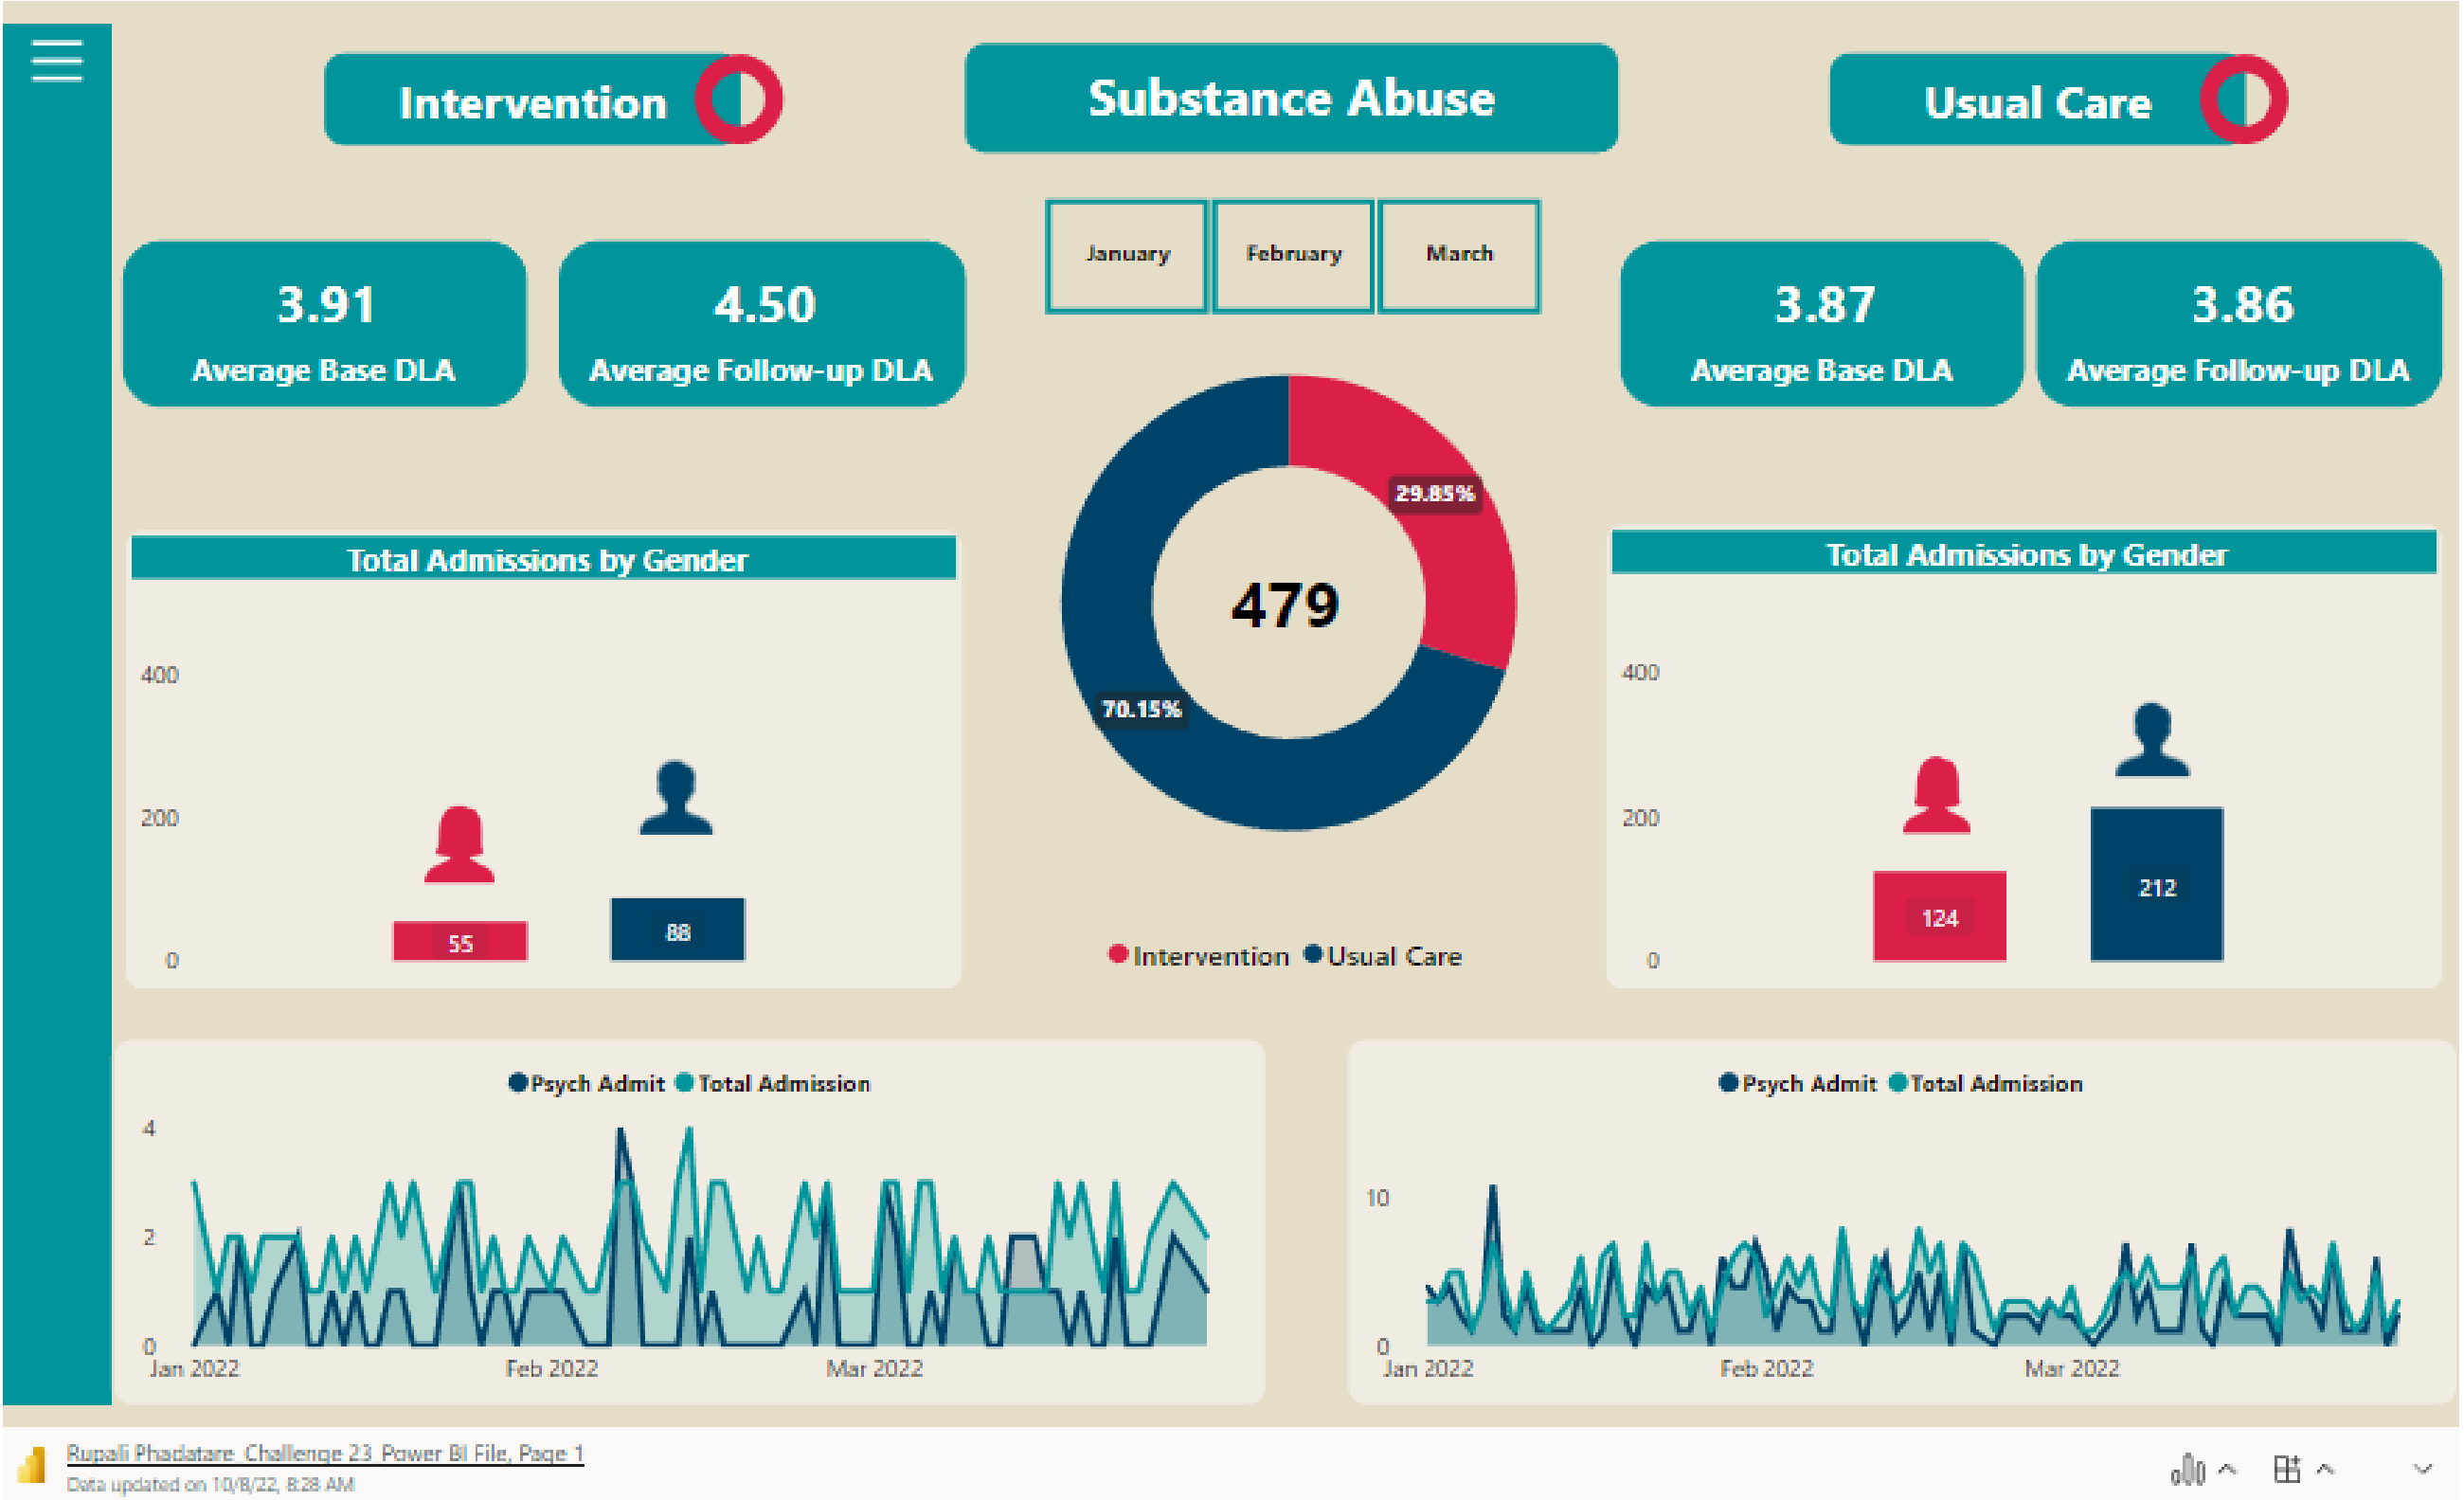 Intervention
Substance Abuse
Usual Care
January February March
3.91
Average Base DLA
4.50
Average Follow-up DLA
3.87
Average Base DLA
3.86
Average Follow-up DLA
Total Admissions by Gender
400
200
0
55
88
29.85%
479
70.15%
Intervention Usual Care
Total Admissions by Gender
400
200
0
124
212
Psych Admit Total Admission
4
2
0
Jan 2022 Feb 2022 Mar 2022
Psych Admit Total Admission
10
0
Jan 2022 Feb 2022 Mar 2022
Rupali Phadatare_Challenge 23_Power BI File, Page 1
Data updated on 10/8/22, 8:28 AM